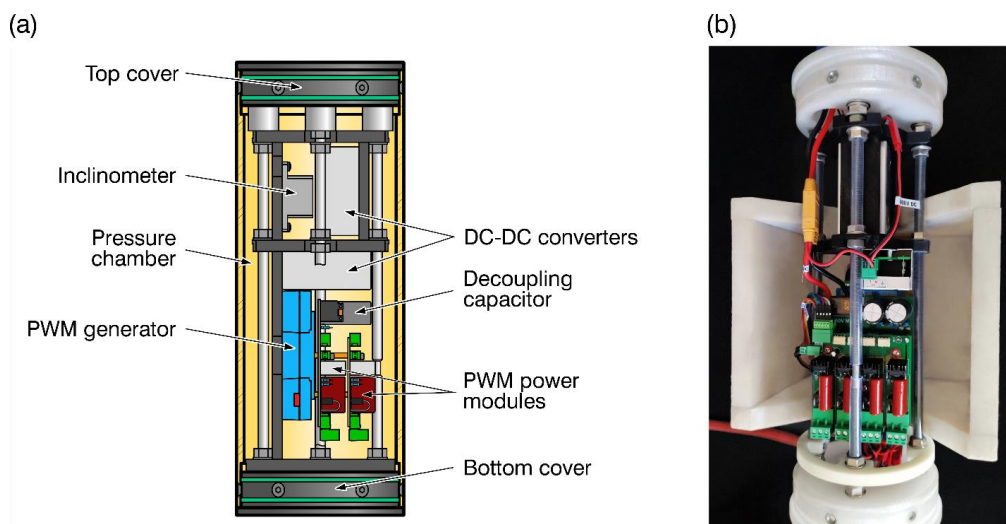 (a)
(b)
Top cover
Inclinometer
Pressure
chamber
PWM generator
DC-DC converters
Decoupling
capacitor
PWM power
modules
Bottom cover